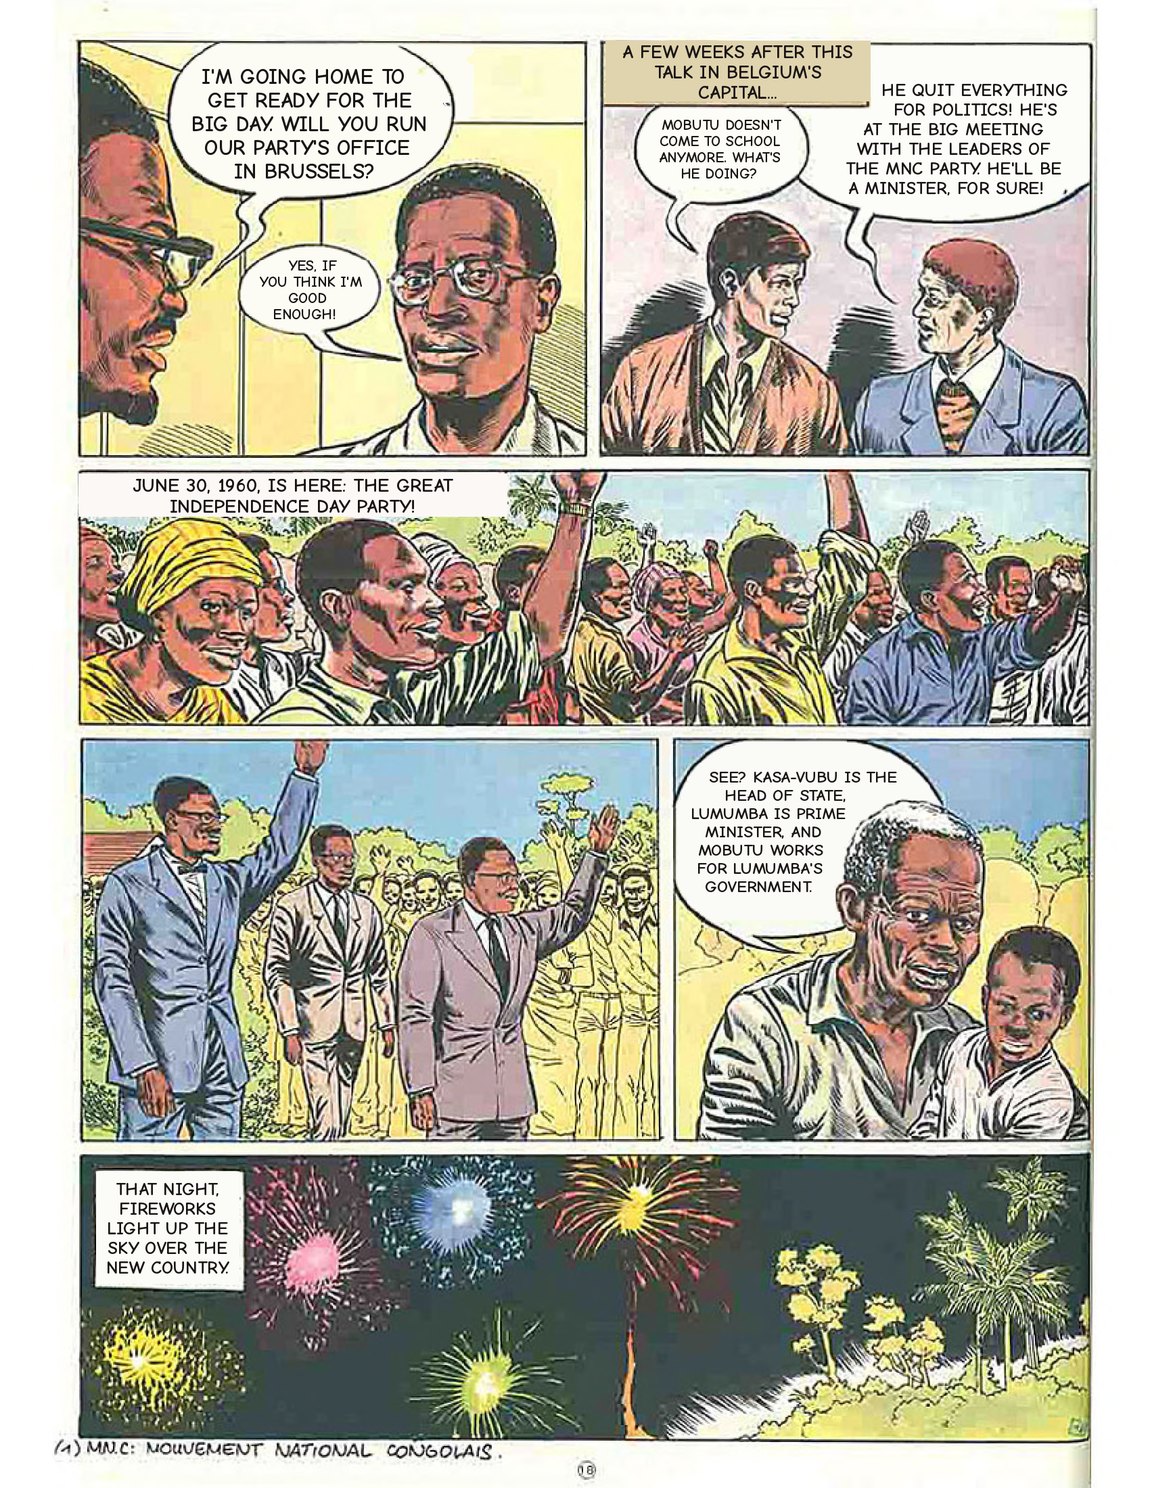 I'M GOING HOME TO
GET READY FOR THE
BIG DAY. WILL YOU RUN
OUR PARTY'S OFFICE
IN BRUSSELS?
YES, IF
YOU THINK I'M
GOOD
ENOUGH!
A FEW WEEKS AFTER THIS
TALK IN BELGIUM'S
CAPITAL...
MOBUTU DOESN'T
COME TO SCHOOL
ANYMORE. WHAT'S
HE DOING?
HE QUIT EVERYTHING
FOR POLITICS! HE'S
AT THE BIG MEETING
WITH THE LEADERS OF
THE MNC PARTY. HE'LL BE
A MINISTER, FOR SURE!
JUNE 30, 1960, IS HERE: THE GREAT
INDEPENDENCE DAY PARTY!
SEE? KASA-VUBU IS THE
HEAD OF STATE,
LUMUMBA IS PRIME
MINISTER, AND
MOBUTU WORKS
FOR LUMUMBA'S
GOVERNMENT.
THAT NIGHT,
FIREWORKS
LIGHT UP THE
SKY OVER THE
NEW COUNTRY.
(1) M.N.C: MOUVEMENT NATIONAL CONGOLAIS.
18